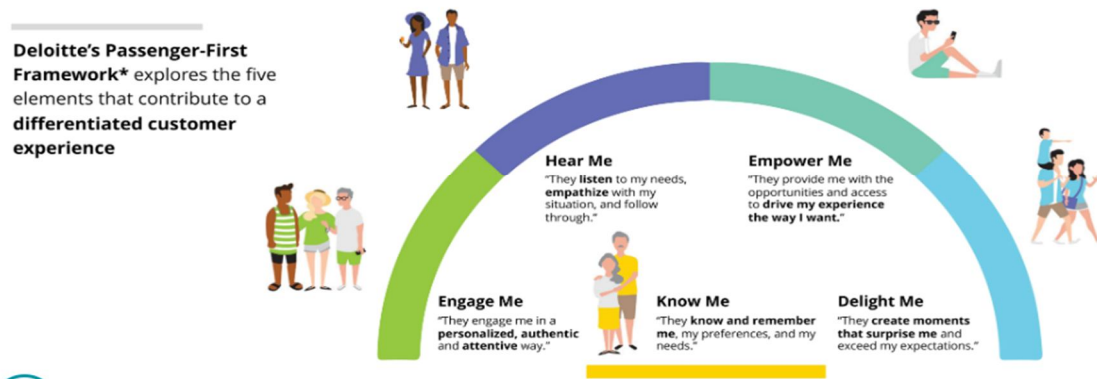 Deloitte's Passenger-First
Framework* explores the five
elements that contribute to a
differentiated customer
experience
Hear Me
"They listen to my needs,
empathize with my
situation, and follow
through."
Empower Me
"They provide me with the
opportunities and access
to drive my experience
the way I want."
Engage Me
"They engage me in a
personalized, authentic
and attentive way."
Know Me
"They know and remember
me, my preferences, and my
needs."
Delight Me
"They create moments
that surprise me and
exceed my expectations."